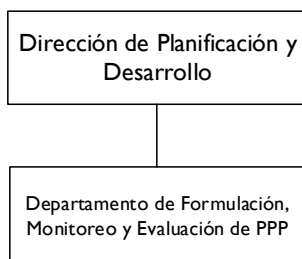 Dirección de Planificación y
Desarrollo
Departamento de Formulación,
Monitoreo y Evaluación de PPP